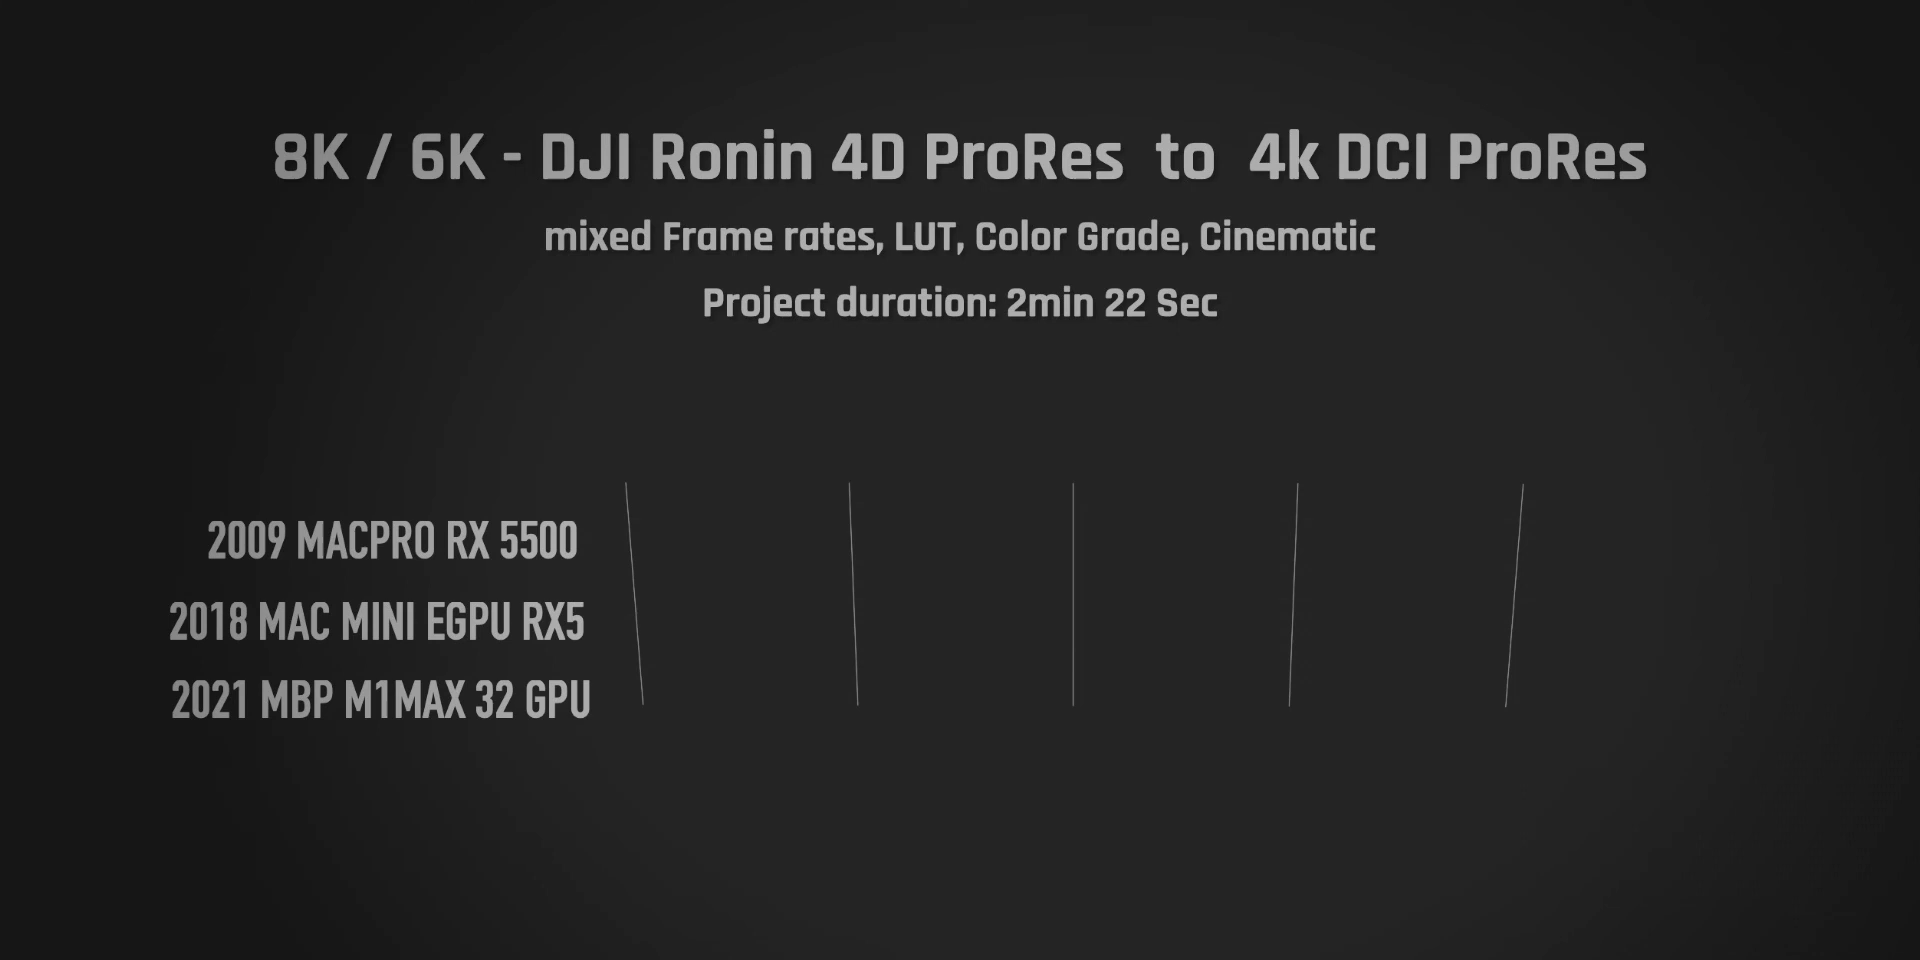 8K / 6K - DJI Ronin 4D ProRes to 4k DCI ProRes
mixed Frame rates, LUT, Color Grade, Cinematic
Project duration: 2min 22 Sec
2009 MACPRO RX 5500
2018 MAC MINI EGPU RX5
2021 MBP M1MAX 32 GPU